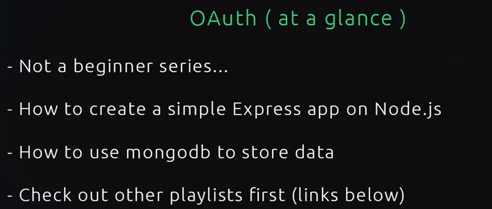 OAuth ( at a glance )
- Not a beginner series...
- How to create a simple Express app on Node.js
- How to use mongodb to store data
- Check out other playlists first (links below)